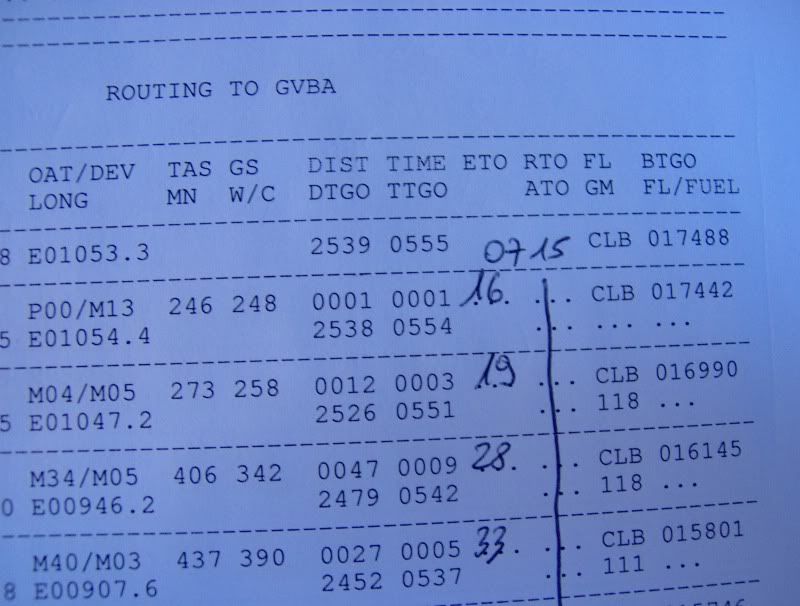 ROUTING TO GVBA
OAT/DEV TAS GS DIST TIME ETO RTO FL BTGO
LONG MN W/C DTGO TTGO ATO GM FL/FUEL
8 E01053.3 2539 0555 0715 CLB 017488
P00/M13 246 248 0001 0001 16. ... CLB 017442
5 E01054.4 2538 0554 ... ... ...
M04/M05 273 258 0012 0003 19 ... CLB 016990
5 E01047.2 2526 0551 ... 118 ...
M34/M05 406 342 0047 0009 28. ... CLB 016145
0 E00946.2 2479 0542 ... 118 ...
M40/M03 437 390 0027 0005 33. ... CLB 015801
8 E00907.6 2452 0537 ... 111 ...